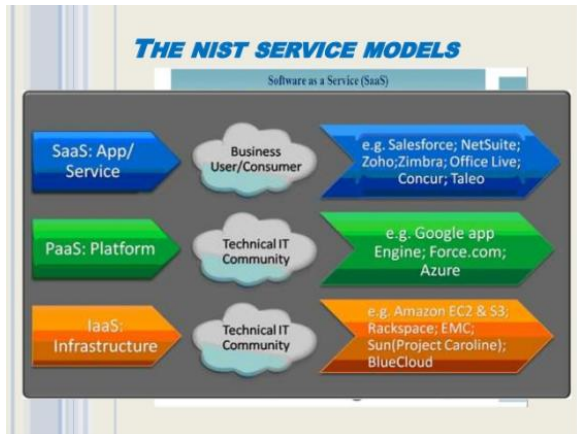 THE NIST SERVICE MODELS
Software as a Service (SaaS)
SaaS: App/
Service
Business
User/Consumer
e.g. Salesforce; NetSuite;
Zoho;Zimbra; Office Live;
Concur; Taleo
PaaS: Platform
Technical IT
Community
e.g. Google app
Engine; Force.com;
Azure
IaaS:
Infrastructure
Technical IT
Community
e.g. Amazon EC2 & S3;
Rackspace; EMC;
Sun(Project Caroline);
BlueCloud